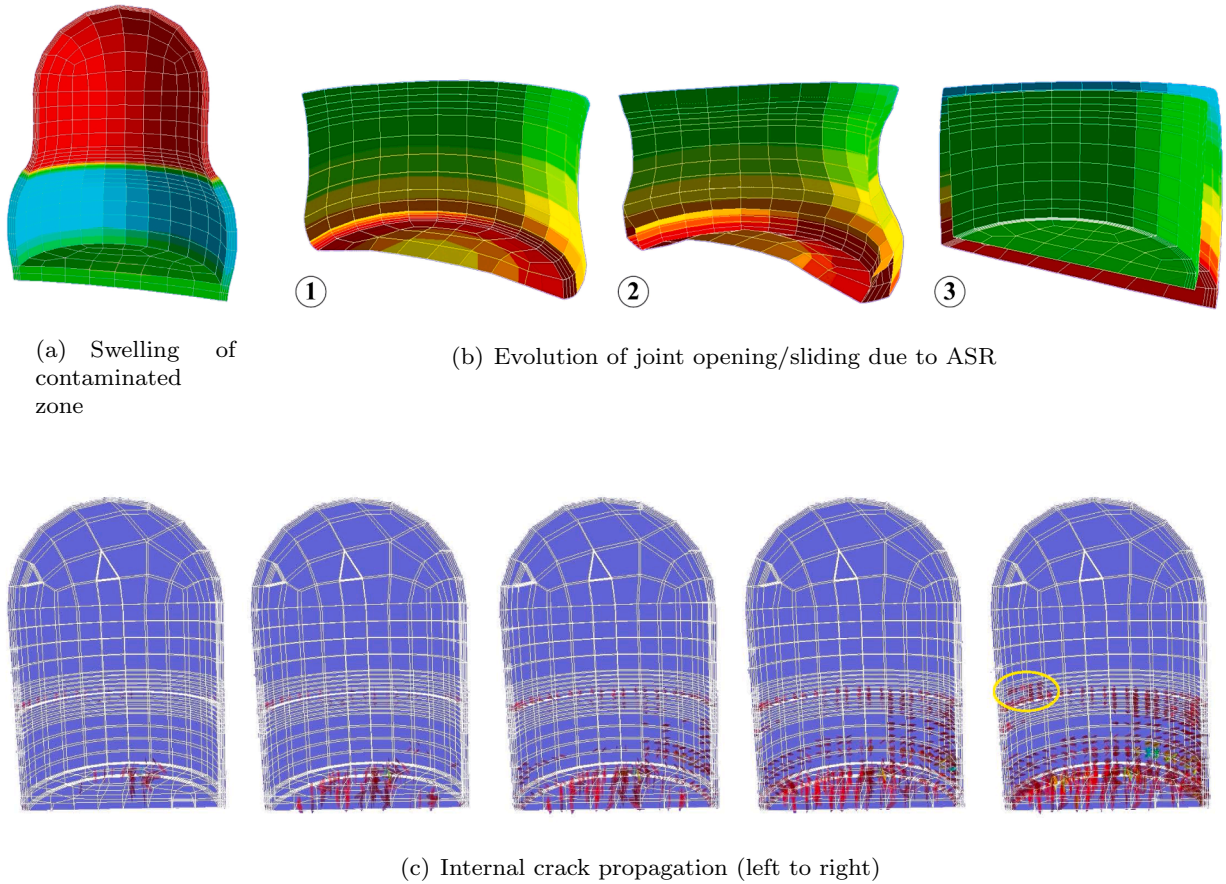 ①
②
③
(a) Swelling of
contaminated
zone
(b) Evolution of joint opening/sliding due to ASR
(c) Internal crack propagation (left to right)